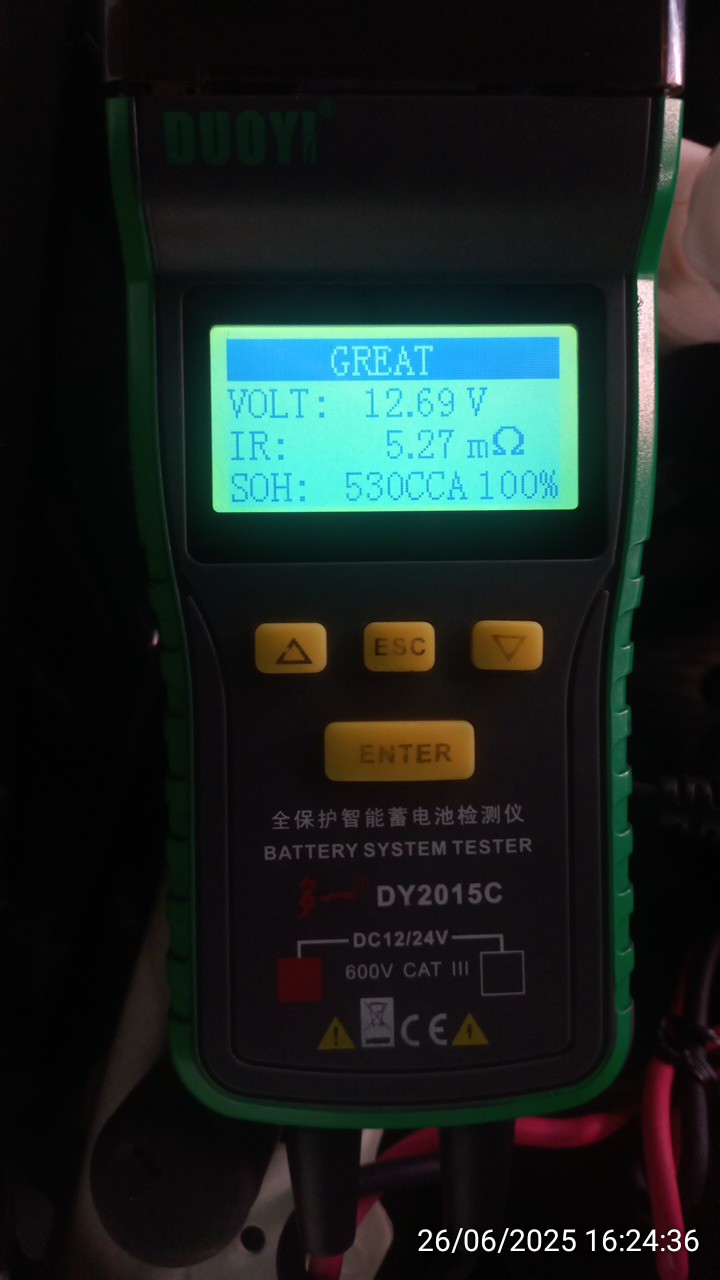 DUOYI®
GREAT
VOLT: 12.69 V
IR: 5.27 mΩ
SOH: 530CCA 100%
ESC
ENTER
全保护智能蓄电池检测仪
BATTERY SYSTEM TESTER
多一® DY2015C
DC12/24V
600V CAT III
CE
26/06/2025 16:24:36